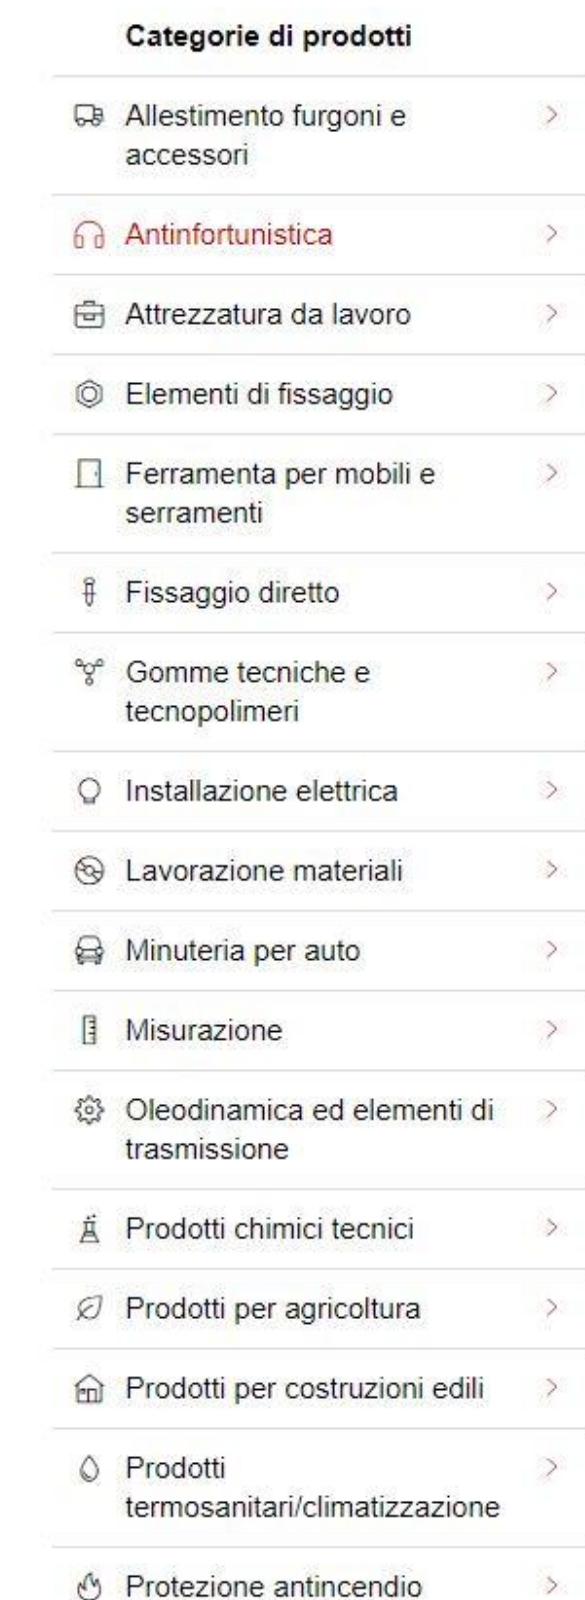 Categorie di prodotti
Allestimento furgoni e
accessori
Antinfortunistica
Attrezzatura da lavoro
Elementi di fissaggio
Ferramenta per mobili e
serramenti
Fissaggio diretto
Gomme tecniche e
tecnopolimeri
Installazione elettrica
Lavorazione materiali
Minuteria per auto
Misurazione
Oleodinamica ed elementi di
trasmissione
Prodotti chimici tecnici
Prodotti per agricoltura
Prodotti per costruzioni edili
Prodotti
termosanitari/climatizzazione
Protezione antincendio